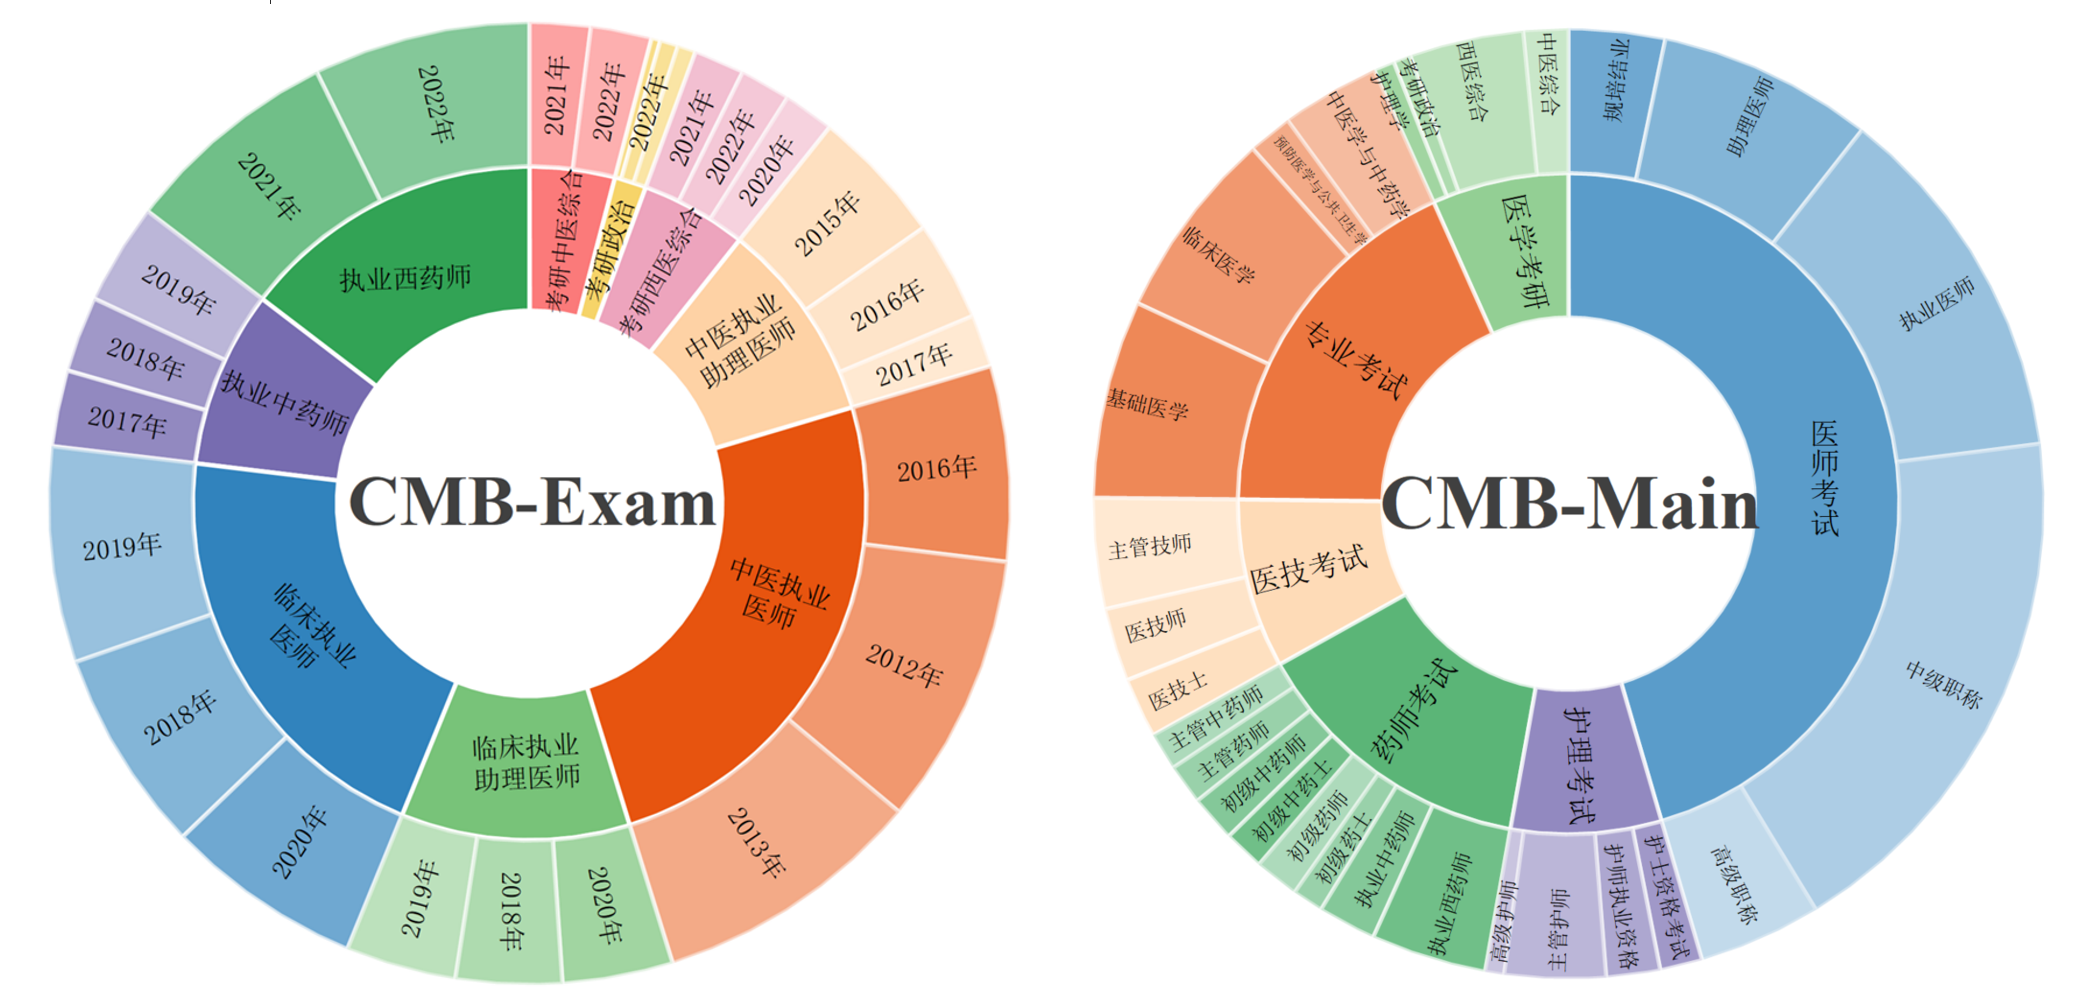 CMB-Exam
考研中医综合
2021年
2022年
考研政治
2022年
考研西医综合
2021年
2022年
2020年
中医执业
助理医师
2015年
2016年
2017年
中医执业
医师
2016年
2012年
2013年
临床执业
助理医师
2020年
2018年
2019年
临床执业
医师
2020年
2018年
2019年
执业中药师
2017年
2018年
2019年
执业西药师
2021年
2022年
CMB-Main
医师考试
规培结业
助理医师
执业医师
中级职称
高级职称
护理考试
护士资格考试
护师执业资格
主管护师
高级护师
药师考试
执业西药师
执业中药师
初级药士
初级药师
初级中药士
初级中药师
主管药师
主管中药师
医技考试
医技士
医技师
主管技师
专业考试
基础医学
临床医学
预防医学与公共卫生学
中医学与中药学
医学考研
护理学
考研政治
西医综合
中医综合